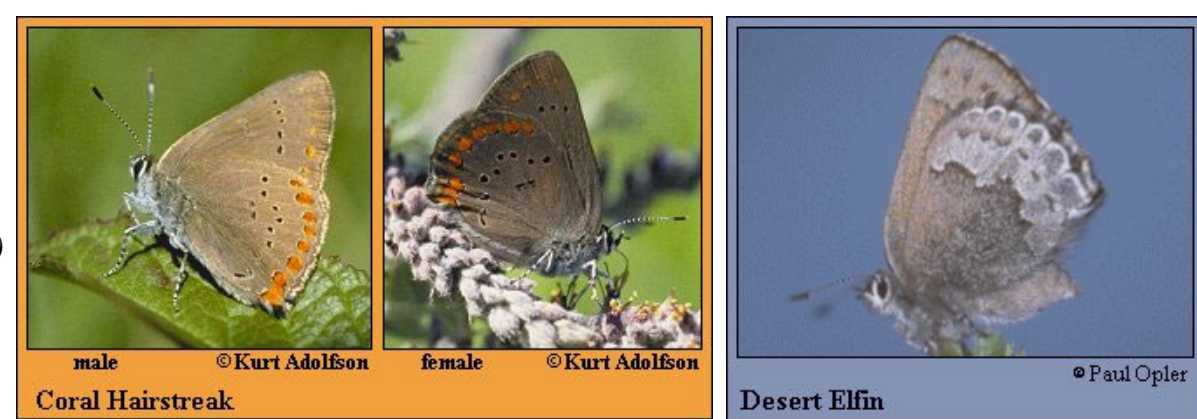 )
male ©Kurt Adolfson
female ©Kurt Adolfson
Coral Hairstreak
©Paul Opler
Desert Elfin